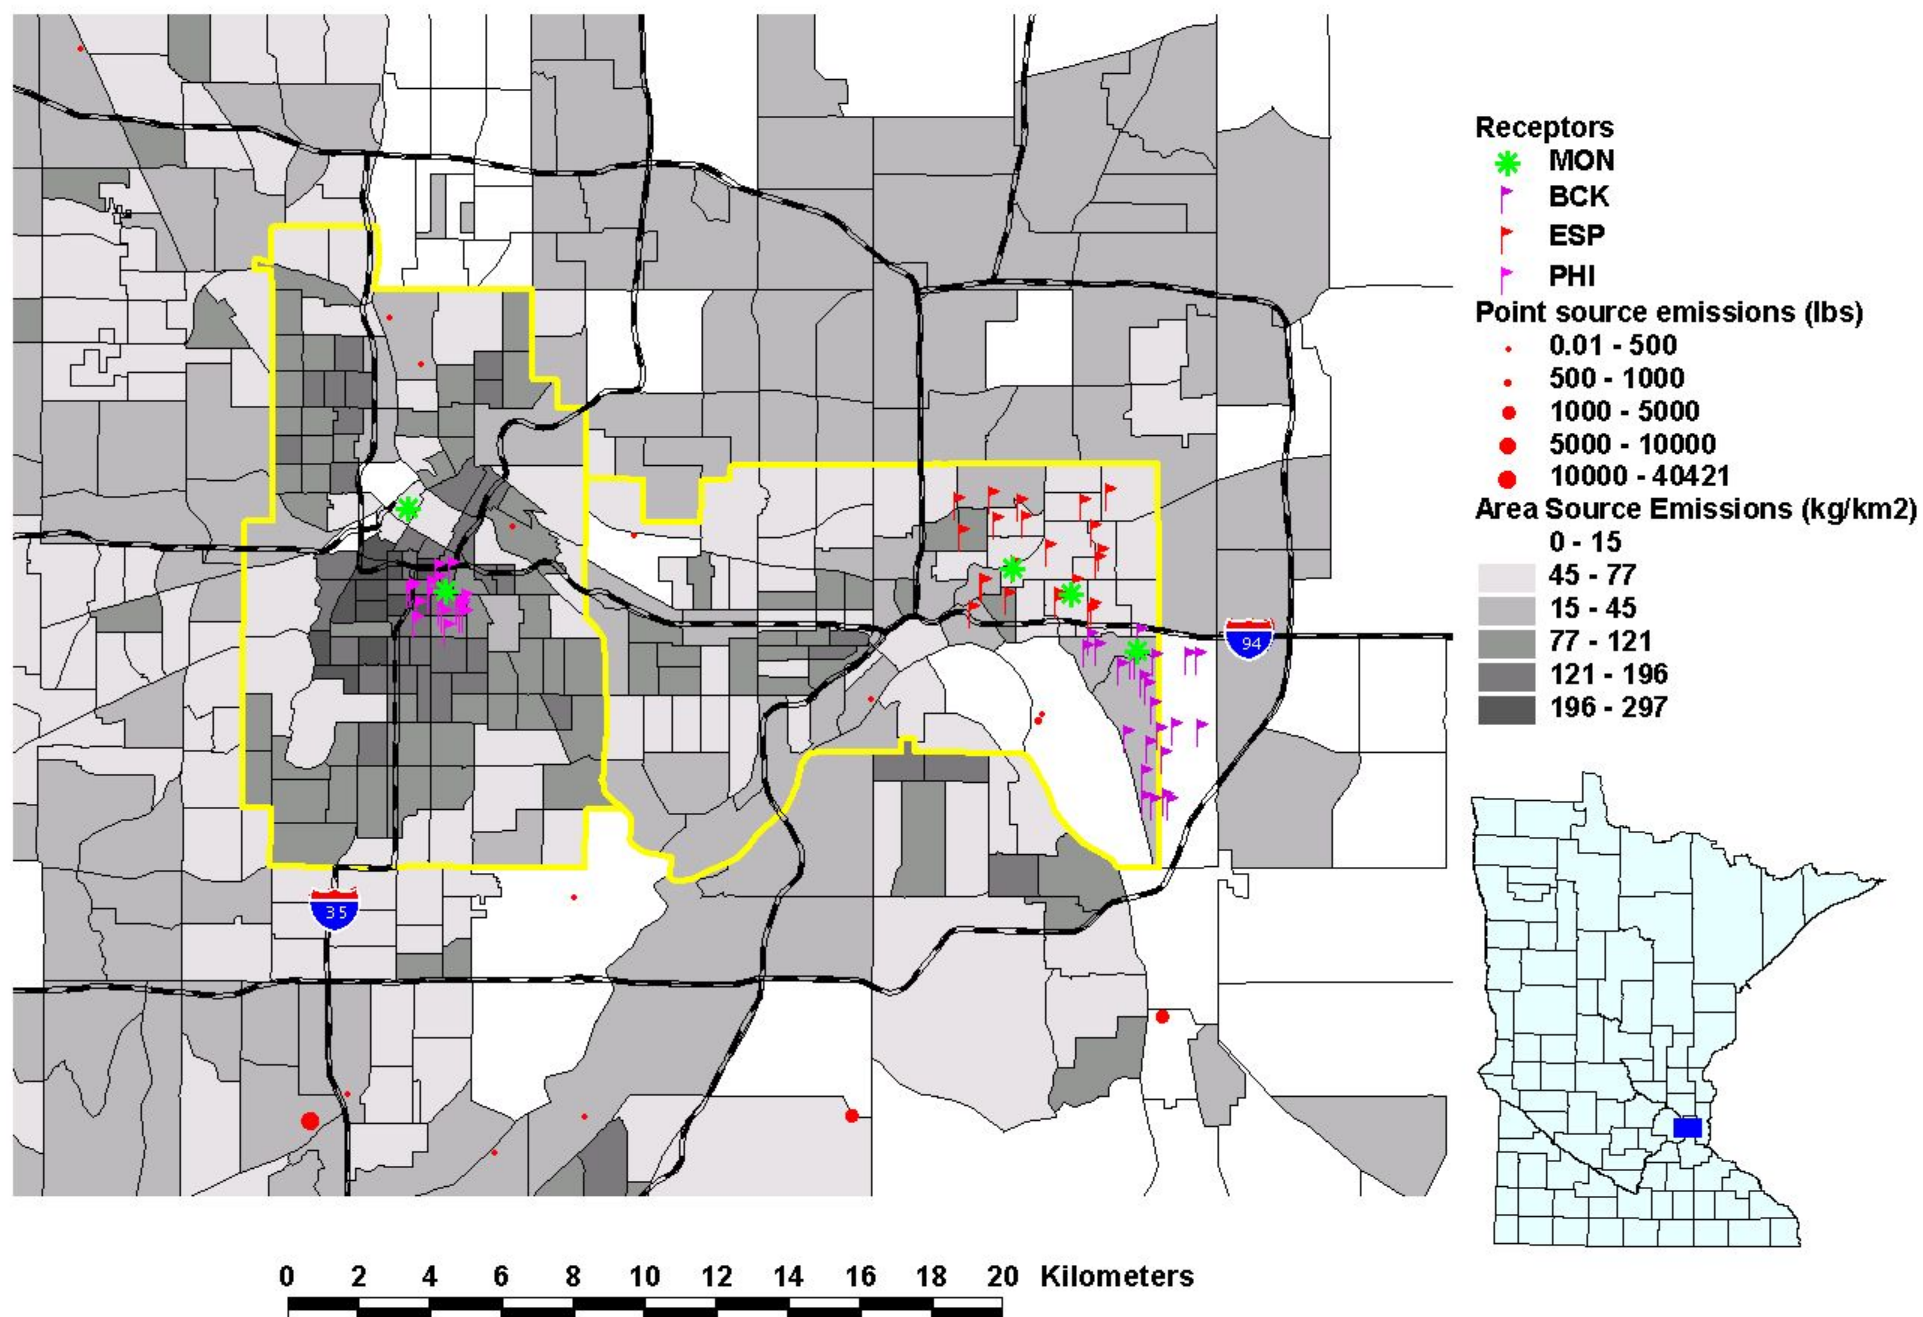 Receptors
MON
BCK
ESP
PHI
Point source emissions (lbs)
0.01 - 500
500 - 1000
1000 - 5000
5000 - 10000
10000 - 40421
Area Source Emissions (kg/km2)
0 - 15
45 - 77
15 - 45
77 - 121
121 - 196
196 - 297
94
35
0 2 4 6 8 10 12 14 16 18 20 Kilometers